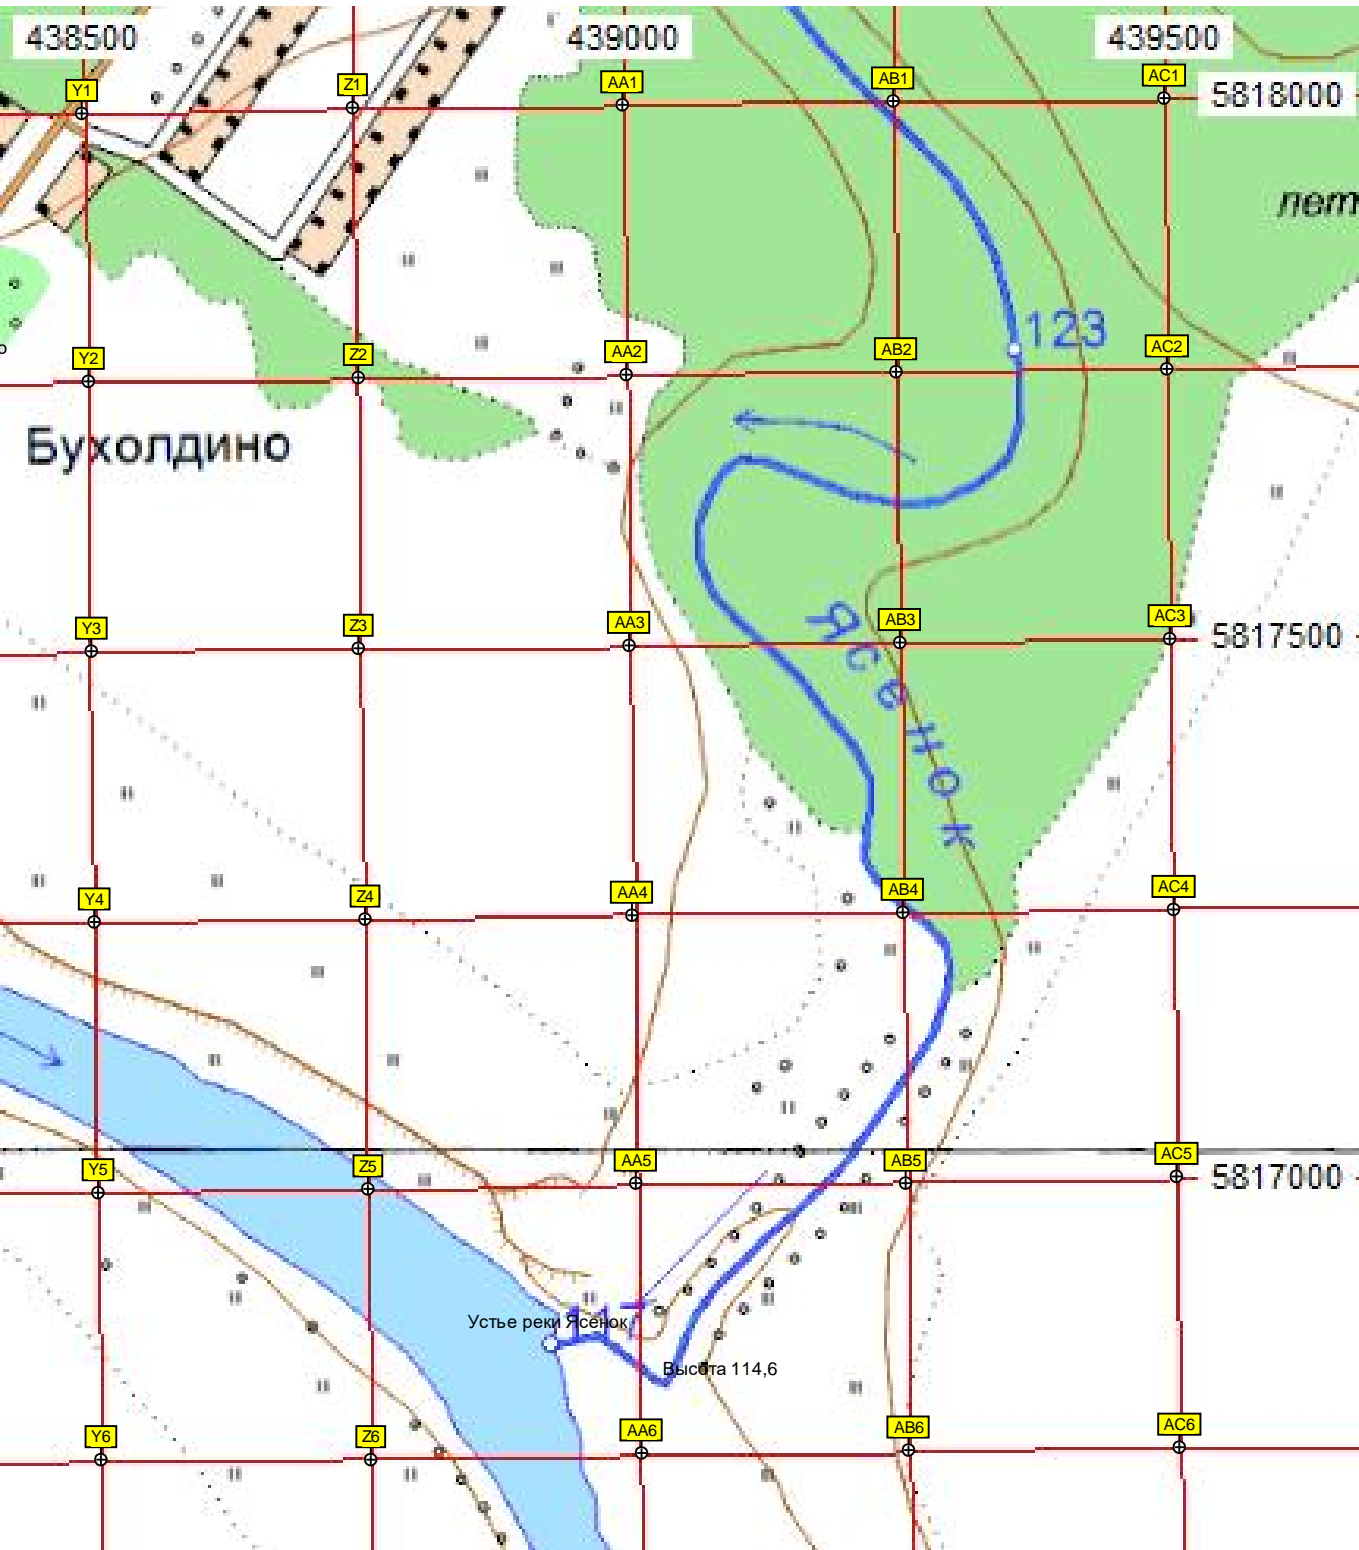 438500
439000
439500
Y1
Z1
AA1
AB1
AC1
5818000
лет
123
Y2
Z2
AA2
AB2
AC2
Бухолдино
Y3
Z3
AA3
AB3
AC3
5817500
Ясенок
Y4
Z4
AA4
AB4
AC4
Y5
Z5
AA5
AB5
AC5
5817000
Устье реки Ясенок
Высота 114,6
Y6
Z6
AA6
AB6
AC6